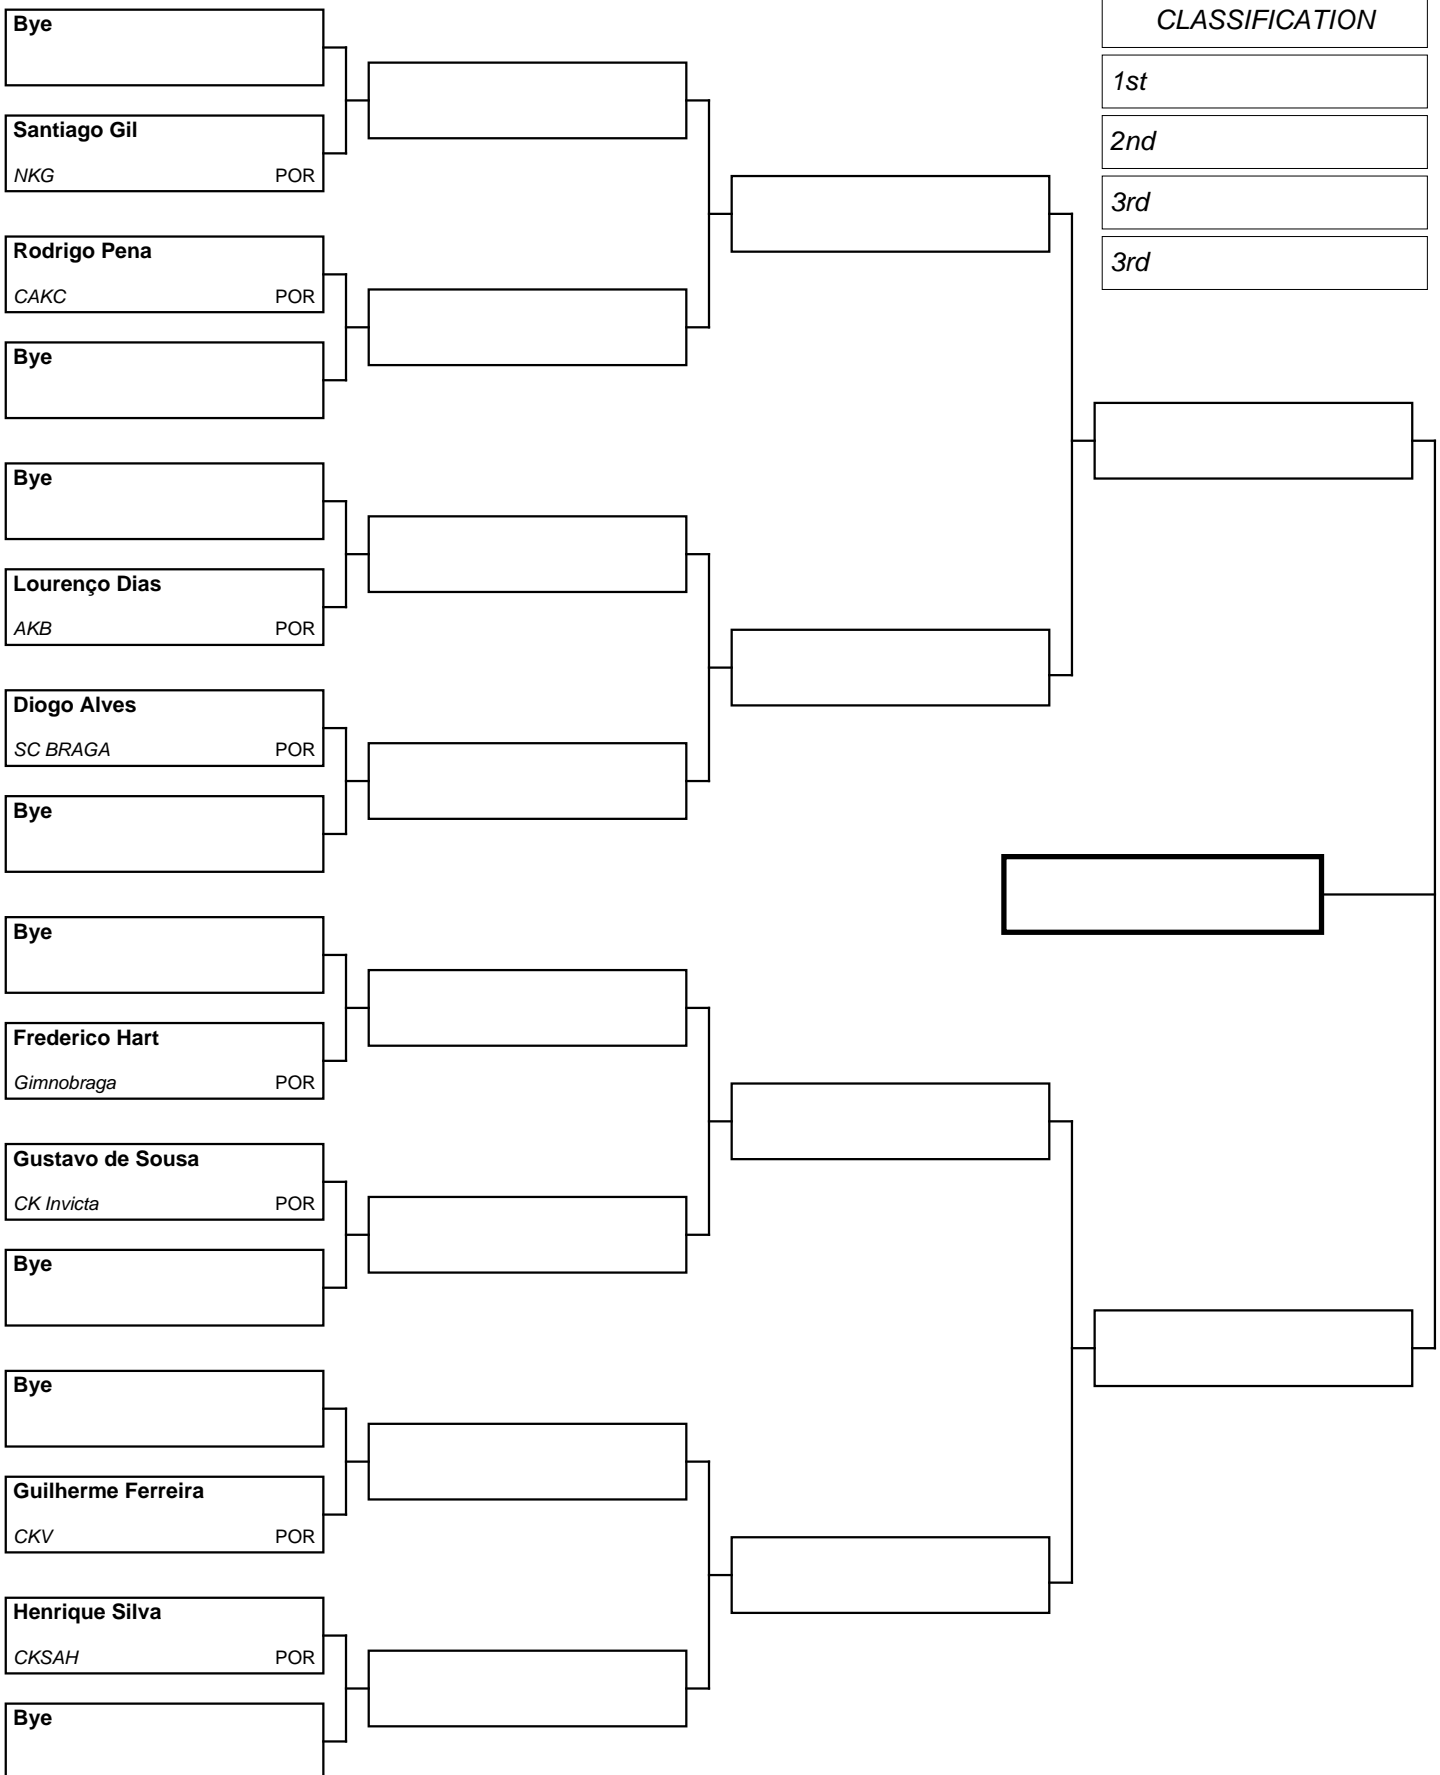 Bye
Santiago Gil
NKG POR
Rodrigo Pena
CAKC POR
Bye
Bye
Lourenço Dias
AKB POR
Diogo Alves
SC BRAGA POR
Bye
Bye
Frederico Hart
Gimnobraga POR
Gustavo de Sousa
CK Invicta POR
Bye
Bye
Guilherme Ferreira
CKV POR
Henrique Silva
CKSAH POR
Bye
CLASSIFICATION
1st
2nd
3rd
3rd